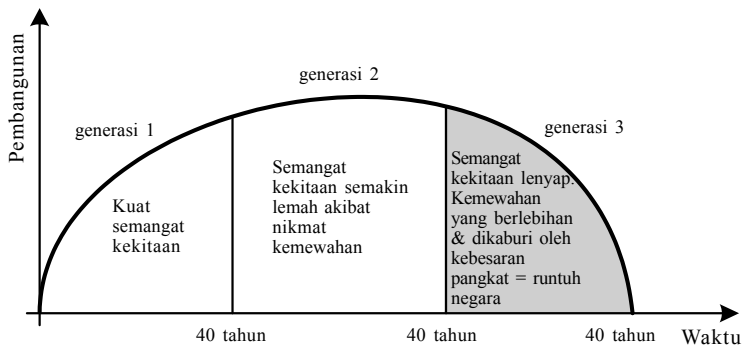 Pembangunan
generasi 1
generasi 2
generasi 3
Kuat
semangat
kekitaan
Semangat
kekitaan semakin
lemah akibat
nikmat
kemewahan
Semangat
kekitaan lenyap.
Kemewahan
yang berlebihan
& dikaburi oleh
kebesaran
pangkat = runtuh
negara
40 tahun
40 tahun
40 tahun
Waktu